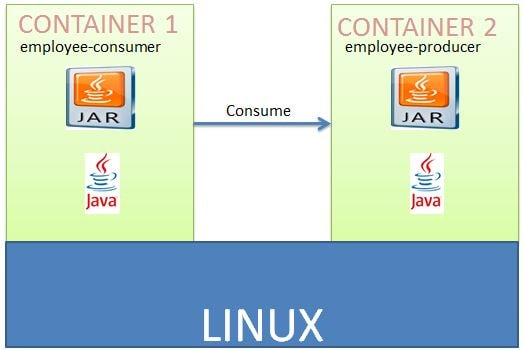 CONTAINER 1
employee-consumer
JAR
Java
Consume
CONTAINER 2
employee-producer
JAR
Java
LINUX